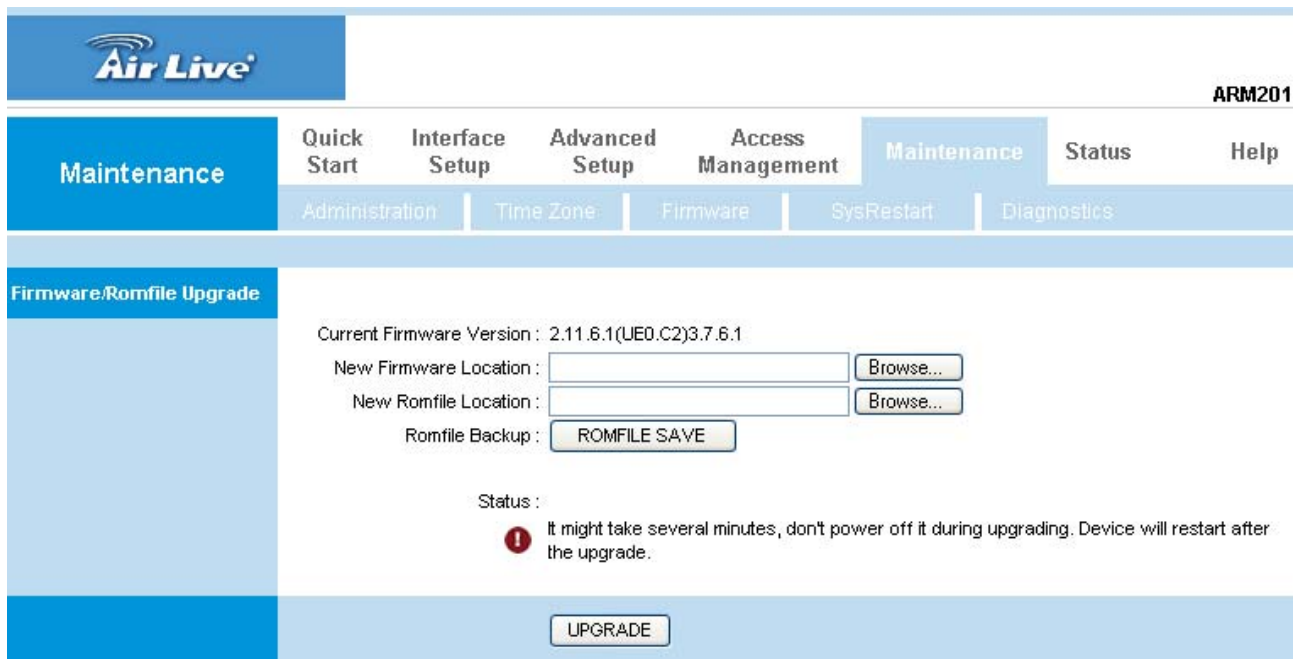 Air Live
ARM201
Maintenance
Quick Start
Interface Setup
Advanced Setup
Access Management
Maintenance
Status
Help
Administration
Time Zone
Firmware
SysRestart
Diagnostics
Firmware/Romfile Upgrade
Current Firmware Version : 2.11.6.1(UE0.C2)3.7.6.1
New Firmware Location : Browse...
New Romfile Location : Browse...
Romfile Backup : ROMFILE SAVE
Status :
It might take several minutes, don't power off it during upgrading. Device will restart after
the upgrade.
UPGRADE